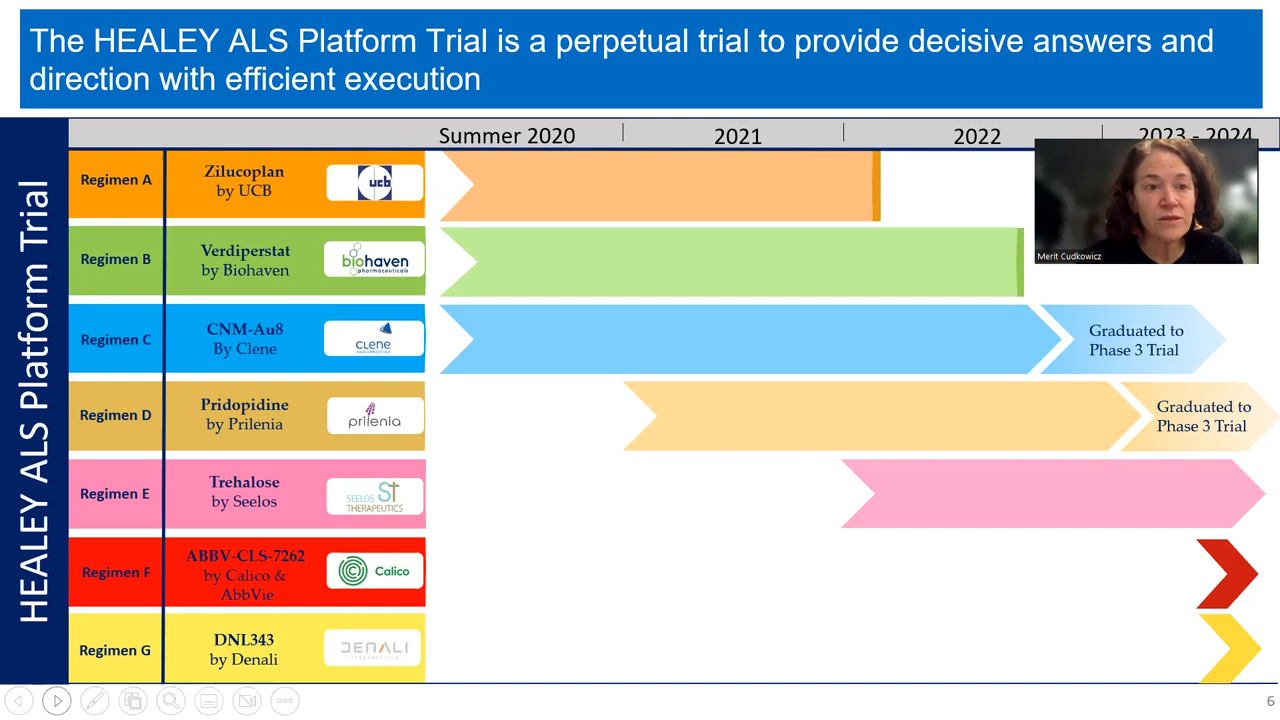 The HEALEY ALS Platform Trial is a perpetual trial to provide decisive answers and
direction with efficient execution
HEALEY ALS Platform Trial
Summer 2020
2021
2022
2023 - 2024
Merit Cudkowicz
Regimen A
Zilucoplan
by UCB
ucb
Regimen B
Verdiperstat
by Biohaven
biohaven
pharmaceuticals
Regimen C
CNM-Au8
By Clene
CLENE
NANOMEDICINE
Graduated to
Phase 3 Trial
Regimen D
Pridopidine
by Prilenia
prilenia
Graduated to
Phase 3 Trial
Regimen E
Trehalose
by Seelos
SEELOS
THERAPEUTICS
ST
Regimen F
ABBV-CLS-7262
by Calico &
AbbVie
Calico
Regimen G
DNL343
by Denali
DENALI
THERAPEUTICS
6